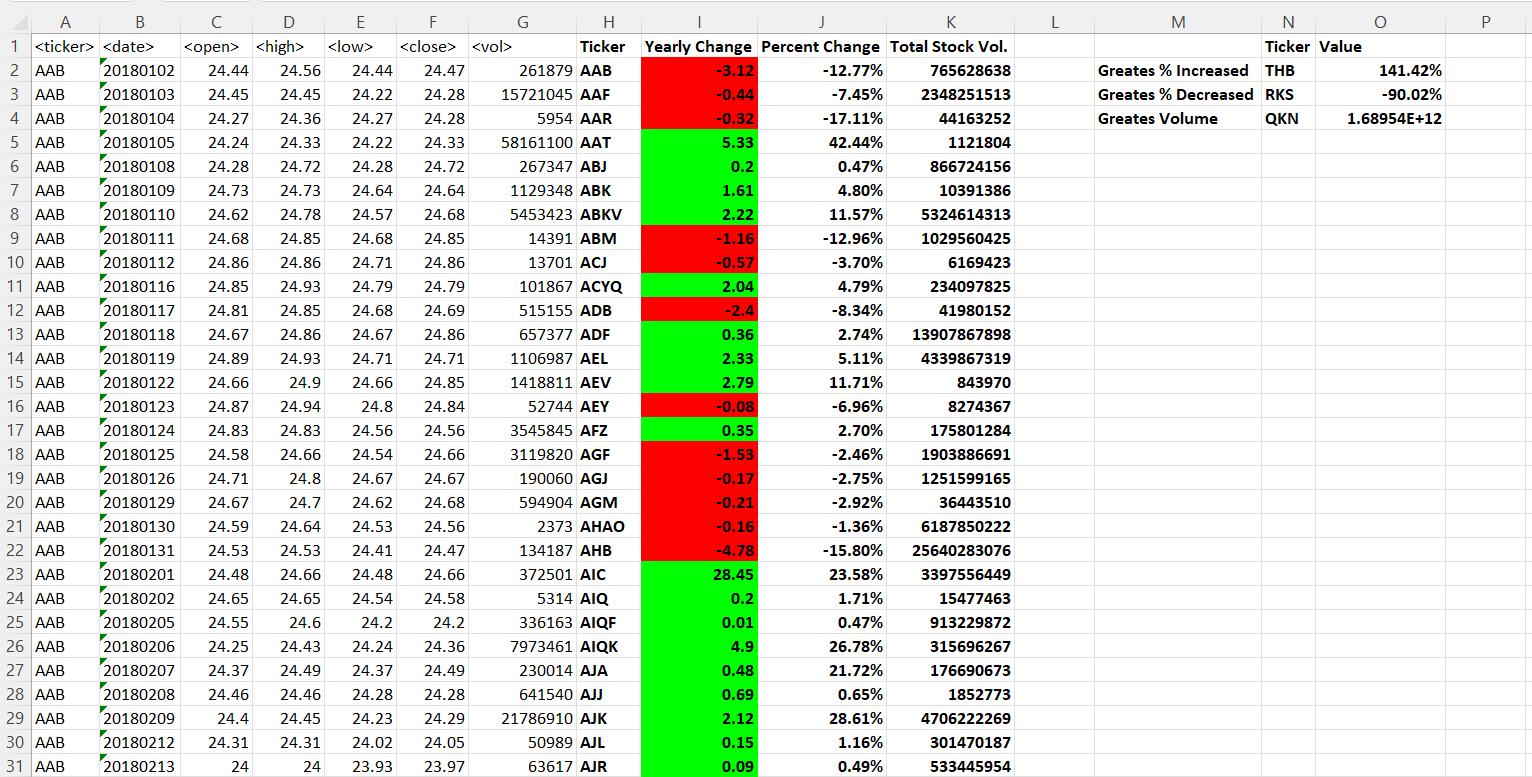 A B C D E F G H I J K L M N O P
1 <ticker> <date> <open> <high> <low> <close> <vol> Ticker Yearly Change Percent Change Total Stock Vol. Ticker Value
2 AAB 20180102 24.44 24.56 24.44 24.47 261879 AAB -3.12 -12.77% 765628638 Greates % Increased THB 141.42%
3 AAB 20180103 24.45 24.45 24.22 24.28 15721045 AAF -0.44 -7.45% 2348251513 Greates % Decreased RKS -90.02%
4 AAB 20180104 24.27 24.36 24.27 24.28 5954 AAR -0.32 -17.11% 44163252 Greates Volume QKN 1.68954E+12
5 AAB 20180105 24.24 24.33 24.22 24.33 58161100 AAT 5.33 42.44% 1121804
6 AAB 20180108 24.28 24.72 24.28 24.72 267347 ABJ 0.2 0.47% 866724156
7 AAB 20180109 24.73 24.73 24.64 24.64 1129348 ABK 1.61 4.80% 10391386
8 AAB 20180110 24.62 24.78 24.57 24.68 5453423 ABKV 2.22 11.57% 5324614313
9 AAB 20180111 24.68 24.85 24.68 24.85 14391 ABM -1.16 -12.96% 1029560425
10 AAB 20180112 24.86 24.86 24.71 24.86 13701 ACJ -0.57 -3.70% 6169423
11 AAB 20180116 24.85 24.93 24.79 24.79 101867 ACYQ 2.04 4.79% 234097825
12 AAB 20180117 24.81 24.85 24.68 24.69 515155 ADB -2.4 -8.34% 41980152
13 AAB 20180118 24.67 24.86 24.67 24.86 657377 ADF 0.36 2.74% 13907867898
14 AAB 20180119 24.89 24.93 24.71 24.71 1106987 AEL 2.33 5.11% 4339867319
15 AAB 20180122 24.66 24.9 24.66 24.85 1418811 AEV 2.79 11.71% 843970
16 AAB 20180123 24.87 24.94 24.8 24.84 52744 AEY -0.08 -6.96% 8274367
17 AAB 20180124 24.83 24.83 24.56 24.56 3545845 AFZ 0.35 2.70% 175801284
18 AAB 20180125 24.58 24.66 24.54 24.66 3119820 AGF -1.53 -2.46% 1903886691
19 AAB 20180126 24.71 24.8 24.67 24.67 190060 AGJ -0.17 -2.75% 1251599165
20 AAB 20180129 24.67 24.7 24.62 24.68 594904 AGM -0.21 -2.92% 36443510
21 AAB 20180130 24.59 24.64 24.53 24.56 2373 AHAO -0.16 -1.36% 6187850222
22 AAB 20180131 24.53 24.53 24.41 24.47 134187 AHB -4.78 -15.80% 25640283076
23 AAB 20180201 24.48 24.66 24.48 24.66 372501 AIC 28.45 23.58% 3397556449
24 AAB 20180202 24.65 24.65 24.54 24.58 5314 AIQ 0.2 1.71% 15477463
25 AAB 20180205 24.55 24.6 24.2 24.2 336163 AIQF 0.01 0.47% 913229872
26 AAB 20180206 24.25 24.43 24.24 24.36 7973461 AIQK 4.9 26.78% 315696267
27 AAB 20180207 24.37 24.49 24.37 24.49 230014 AJA 0.48 21.72% 176690673
28 AAB 20180208 24.46 24.46 24.28 24.28 641540 AJJ 0.69 0.65% 1852773
29 AAB 20180209 24.4 24.45 24.23 24.29 21786910 AJK 2.12 28.61% 4706222269
30 AAB 20180212 24.31 24.31 24.02 24.05 50989 AJL 0.15 1.16% 301470187
31 AAB 20180213 24 24 23.93 23.97 63617 AJR 0.09 0.49% 533445954